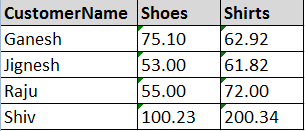 CustomerName Shoes Shirts
Ganesh 75.10 62.92
Jignesh 53.00 61.82
Raju 55.00 72.00
Shiv 100.23 200.34